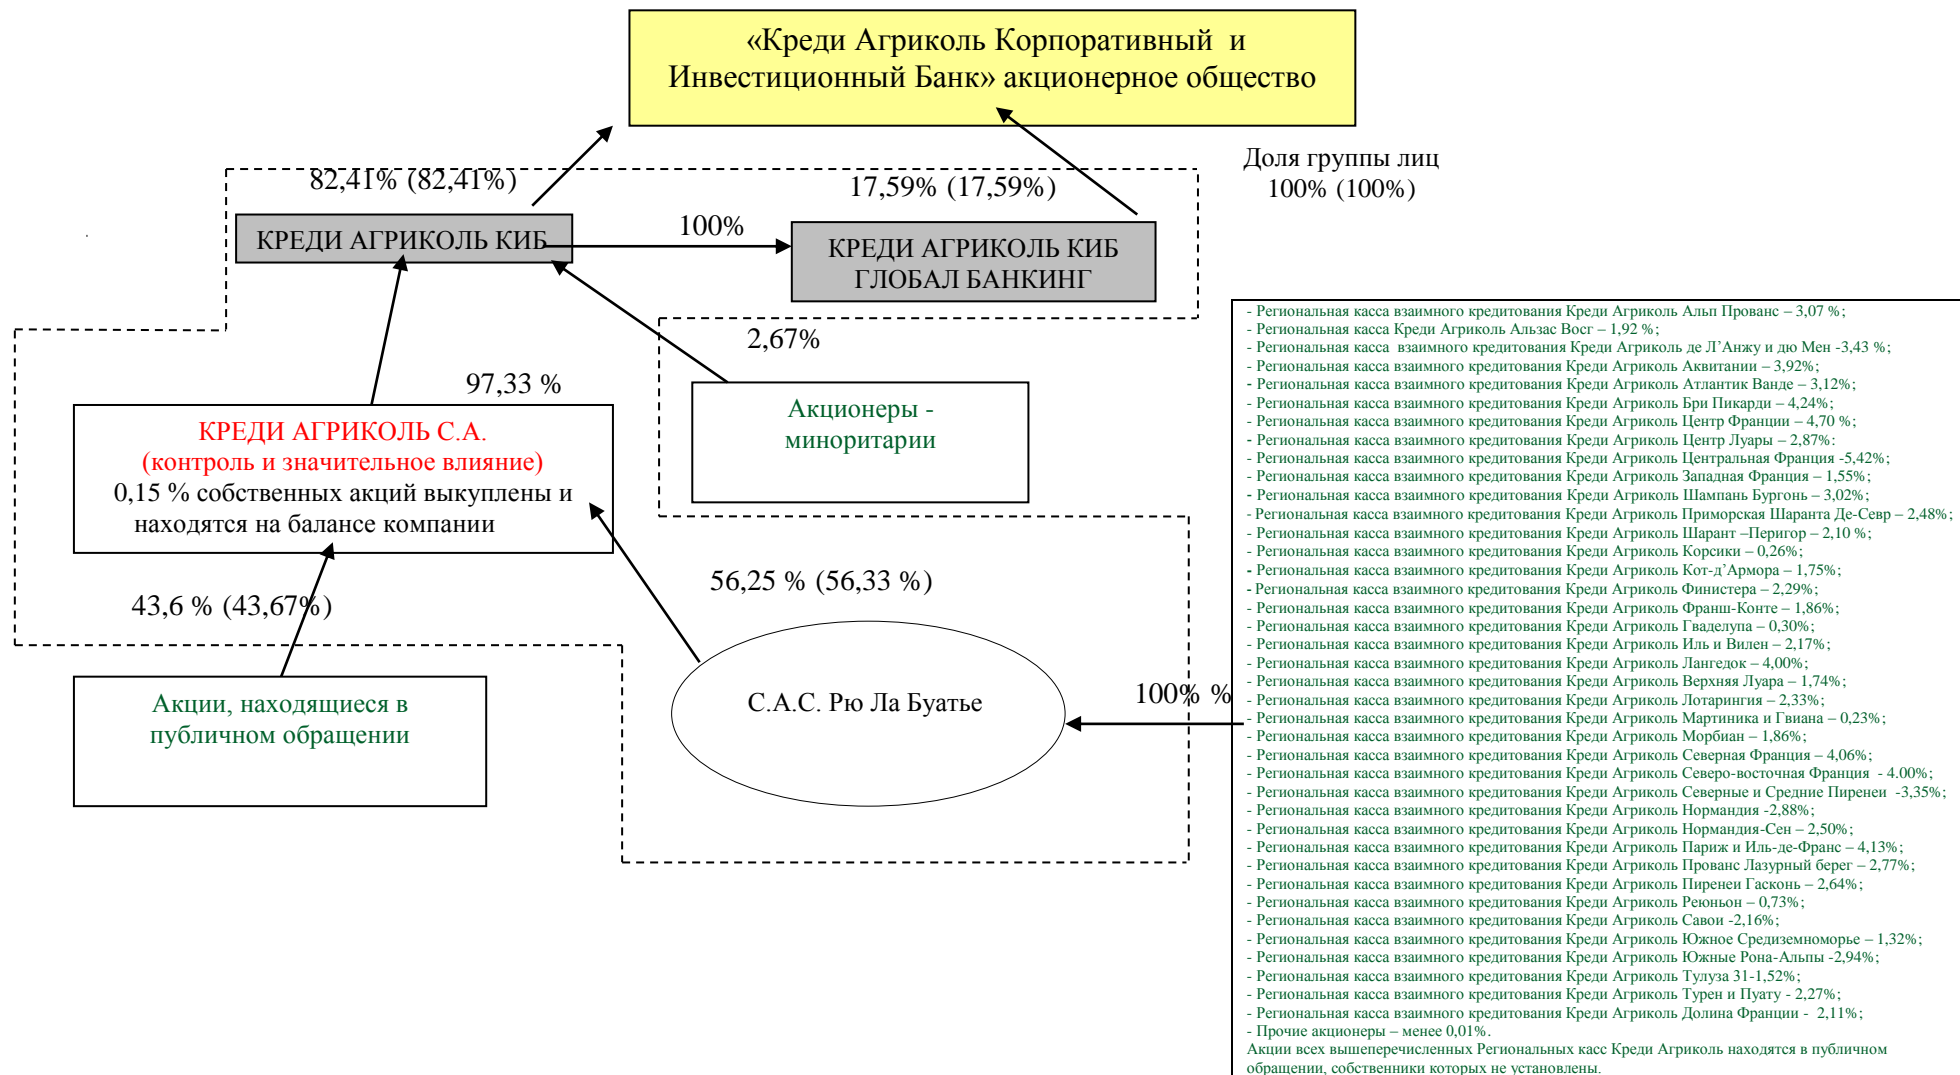 «Креди Агриколь Корпоративный и
Инвестиционный Банк» акционерное общество
Доля группы лиц
100% (100%)
82,41% (82,41%)
17,59% (17,59%)
КРЕДИ АГРИКОЛЬ КИБ
100%
КРЕДИ АГРИКОЛЬ КИБ
ГЛОБАЛ БАНКИНГ
2,67%
97,33 %
КРЕДИ АГРИКОЛЬ С.А.
(контроль и значительное влияние)
0,15 % собственных акций выкуплены и
находятся на балансе компании
Акционеры -
миноритарии
43,6 % (43,67%)
56,25 % (56,33 %)
Акции, находящиеся в
публичном обращении
С.А.С. Рю Ла Буатье
100% %
- Региональная касса взаимного кредитования Креди Агриколь Альп Прованс – 3,07 %;
- Региональная касса Креди Агриколь Альзас Восг – 1,92 %;
- Региональная касса взаимного кредитования Креди Агриколь де Л’Анжу и дю Мен -3,43 %;
- Региональная касса взаимного кредитования Креди Агриколь Аквитании – 3,92%;
- Региональная касса взаимного кредитования Креди Агриколь Атлантик Ванде – 3,12%;
- Региональная касса взаимного кредитования Креди Агриколь Бри Пикарди – 4,24%;
- Региональная касса взаимного кредитования Креди Агриколь Центр Франции – 4,70 %;
- Региональная касса взаимного кредитования Креди Агриколь Центр Луары – 2,87%:
- Региональная касса взаимного кредитования Креди Агриколь Центральная Франция -5,42%;
- Региональная касса взаимного кредитования Креди Агриколь Западная Франция – 1,55%;
- Региональная касса взаимного кредитования Креди Агриколь Шампань Бургонь – 3,02%;
- Региональная касса взаимного кредитования Креди Агриколь Приморская Шаранта Де-Севр – 2,48%;
- Региональная касса взаимного кредитования Креди Агриколь Шарант –Перигор – 2,10 %;
- Региональная касса взаимного кредитования Креди Агриколь Корсики – 0,26%;
- Региональная касса взаимного кредитования Креди Агриколь Кот-д’Армора – 1,75%;
- Региональная касса взаимного кредитования Креди Агриколь Финистера – 2,29%;
- Региональная касса взаимного кредитования Креди Агриколь Франш-Конте – 1,86%;
- Региональная касса взаимного кредитования Креди Агриколь Гваделупа – 0,30%;
- Региональная касса взаимного кредитования Креди Агриколь Иль и Вилен – 2,17%;
- Региональная касса взаимного кредитования Креди Агриколь Лангедок – 4,00%;
- Региональная касса взаимного кредитования Креди Агриколь Верхняя Луара – 1,74%;
- Региональная касса взаимного кредитования Креди Агриколь Лотарингия – 2,33%;
- Региональная касса взаимного кредитования Креди Агриколь Мартиника и Гвиана – 0,23%;
- Региональная касса взаимного кредитования Креди Агриколь Морбиан – 1,86%;
- Региональная касса взаимного кредитования Креди Агриколь Северная Франция – 4,06%;
- Региональная касса взаимного кредитования Креди Агриколь Северо-восточная Франция - 4.00%;
- Региональная касса взаимного кредитования Креди Агриколь Северные и Средние Пиренеи -3,35%;
- Региональная касса взаимного кредитования Креди Агриколь Нормандия -2,88%;
- Региональная касса взаимного кредитования Креди Агриколь Нормандия-Сен – 2,50%;
- Региональная касса взаимного кредитования Креди Агриколь Париж и Иль-де-Франс – 4,13%;
- Региональная касса взаимного кредитования Креди Агриколь Прованс Лазурный берег – 2,77%;
- Региональная касса взаимного кредитования Креди Агриколь Пиренеи Гасконь – 2,64%;
- Региональная касса взаимного кредитования Креди Агриколь Реюньон – 0,73%;
- Региональная касса взаимного кредитования Креди Агриколь Савои -2,16%;
- Региональная касса взаимного кредитования Креди Агриколь Южное Средиземноморье – 1,32%;
- Региональная касса взаимного кредитования Креди Агриколь Южные Рона-Альпы -2,94%;
- Региональная касса взаимного кредитования Креди Агриколь Тулуза 31-1,52%;
- Региональная касса взаимного кредитования Креди Агриколь Турен и Пуату - 2,27%;
- Региональная касса взаимного кредитования Креди Агриколь Долина Франции - 2,11%;
- Прочие акционеры – менее 0,01%.
Акции всех вышеперечисленных Региональных касс Креди Агриколь находятся в публичном
обращении, собственники которых не установлены.